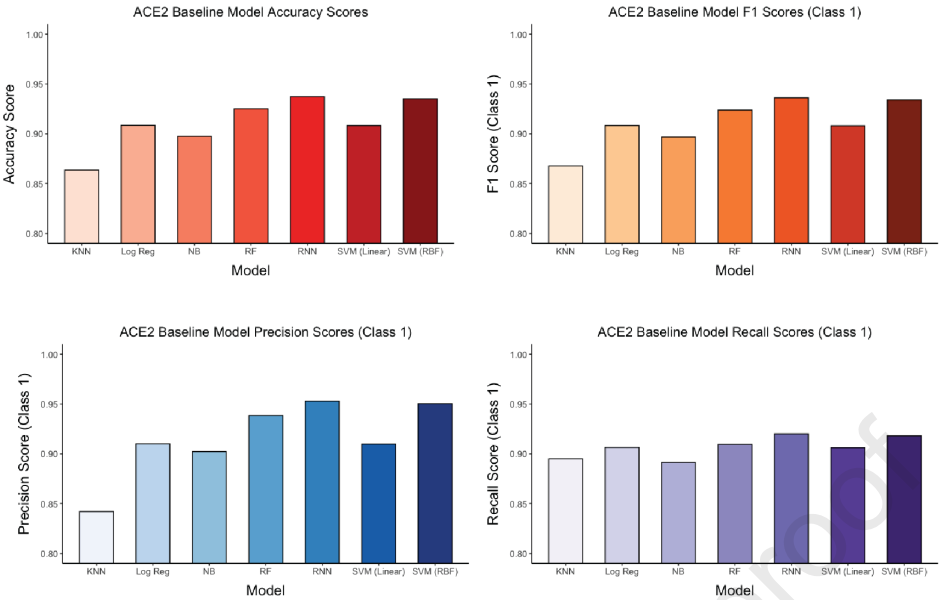 ACE2 Baseline Model Accuracy Scores
Accuracy Score
1.00
0.95
0.90
0.85
0.80
KNN Log Reg NB RF RNN SVM (Linear) SVM (RBF)
Model
ACE2 Baseline Model F1 Scores (Class 1)
F1 Score (Class 1)
1.00
0.95
0.90
0.85
0.80
KNN Log Reg NB RF RNN SVM (Linear) SVM (RBF)
Model
ACE2 Baseline Model Precision Scores (Class 1)
Precision Score (Class 1)
1.00
0.95
0.90
0.85
0.80
KNN Log Reg NB RF RNN SVM (Linear) SVM (RBF)
Model
ACE2 Baseline Model Recall Scores (Class 1)
Recall Score (Class 1)
1.00
0.95
0.90
0.85
0.80
KNN Log Reg NB RF RNN SVM (Linear) SVM (RBF)
Model
roof